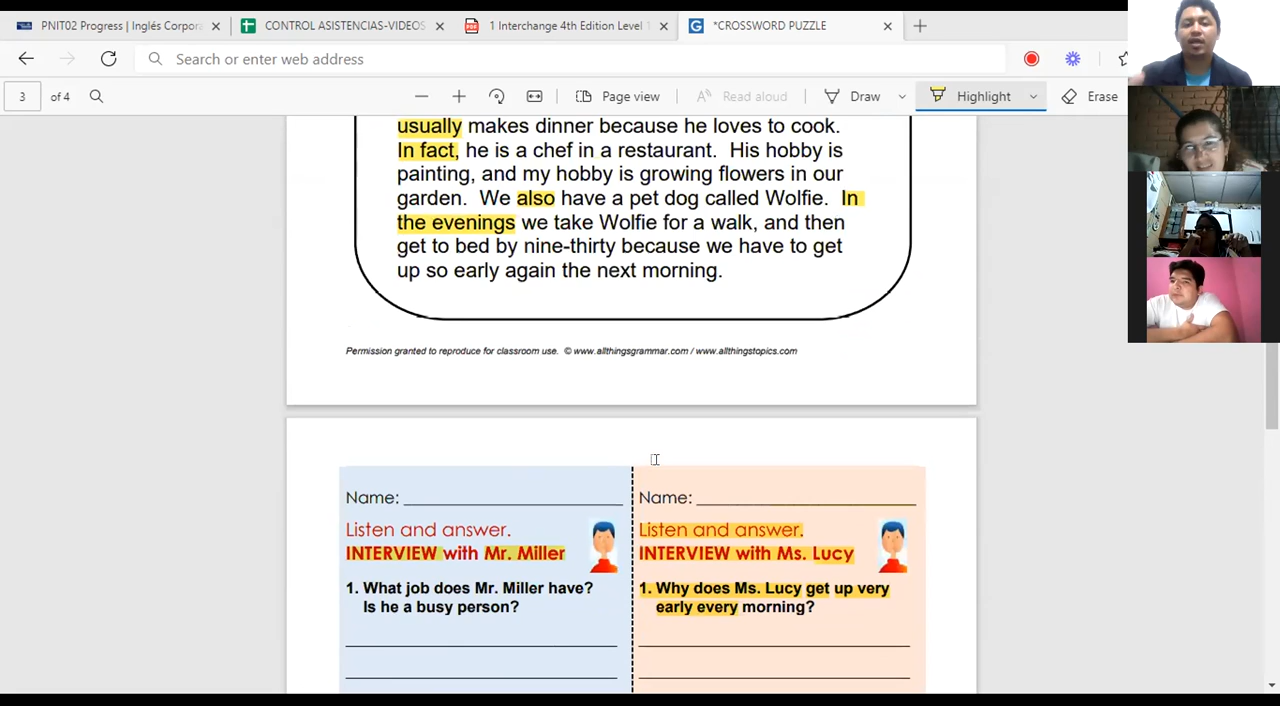 PNIT02 Progress | Inglés Corpora
CONTROL ASISTENCIAS-VIDEOS
1 Interchange 4th Edition Level 1
*CROSSWORD PUZZLE
Search or enter web address
3 of 4
Page view
Read aloud
Draw
Highlight
Erase
usually makes dinner because he loves to cook.
In fact, he is a chef in a restaurant. His hobby is
painting, and my hobby is growing flowers in our
garden. We also have a pet dog called Wolfie. In
the evenings we take Wolfie for a walk, and then
get to bed by nine-thirty because we have to get
up so early again the next morning.
Permission granted to reproduce for classroom use. © www.allthingsgrammar.com / www.allthingstopics.com
Name: ____________________
Listen and answer.
INTERVIEW with Mr. Miller
1. What job does Mr. Miller have?
Is he a busy person?
Name: ____________________
Listen and answer.
INTERVIEW with Ms. Lucy
1. Why does Ms. Lucy get up very
early every morning?